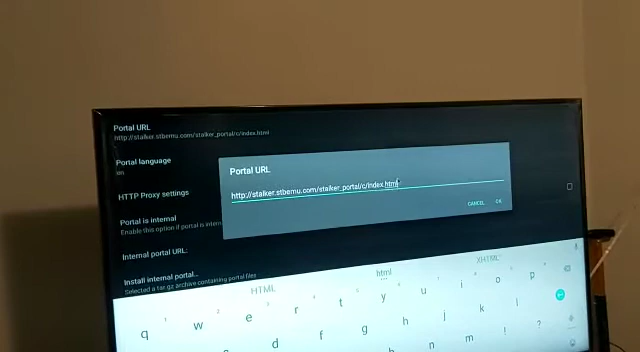 Portal URL
http://stalker.stbemu.com/stalker_portal/c/index.html
Portal language
en
HTTP Proxy settings
Portal is internal
Enable this option if portal is intern
Internal portal URL:
Install internal portal...
Selected a tar.gz archive containing portal files
Portal URL
http://stalker.stbemu.com/stalker_portal/c/index.html
CANCEL OK
HTML html XHTML
q w e r t y u i o p
d f g h j k l
n m ! ?